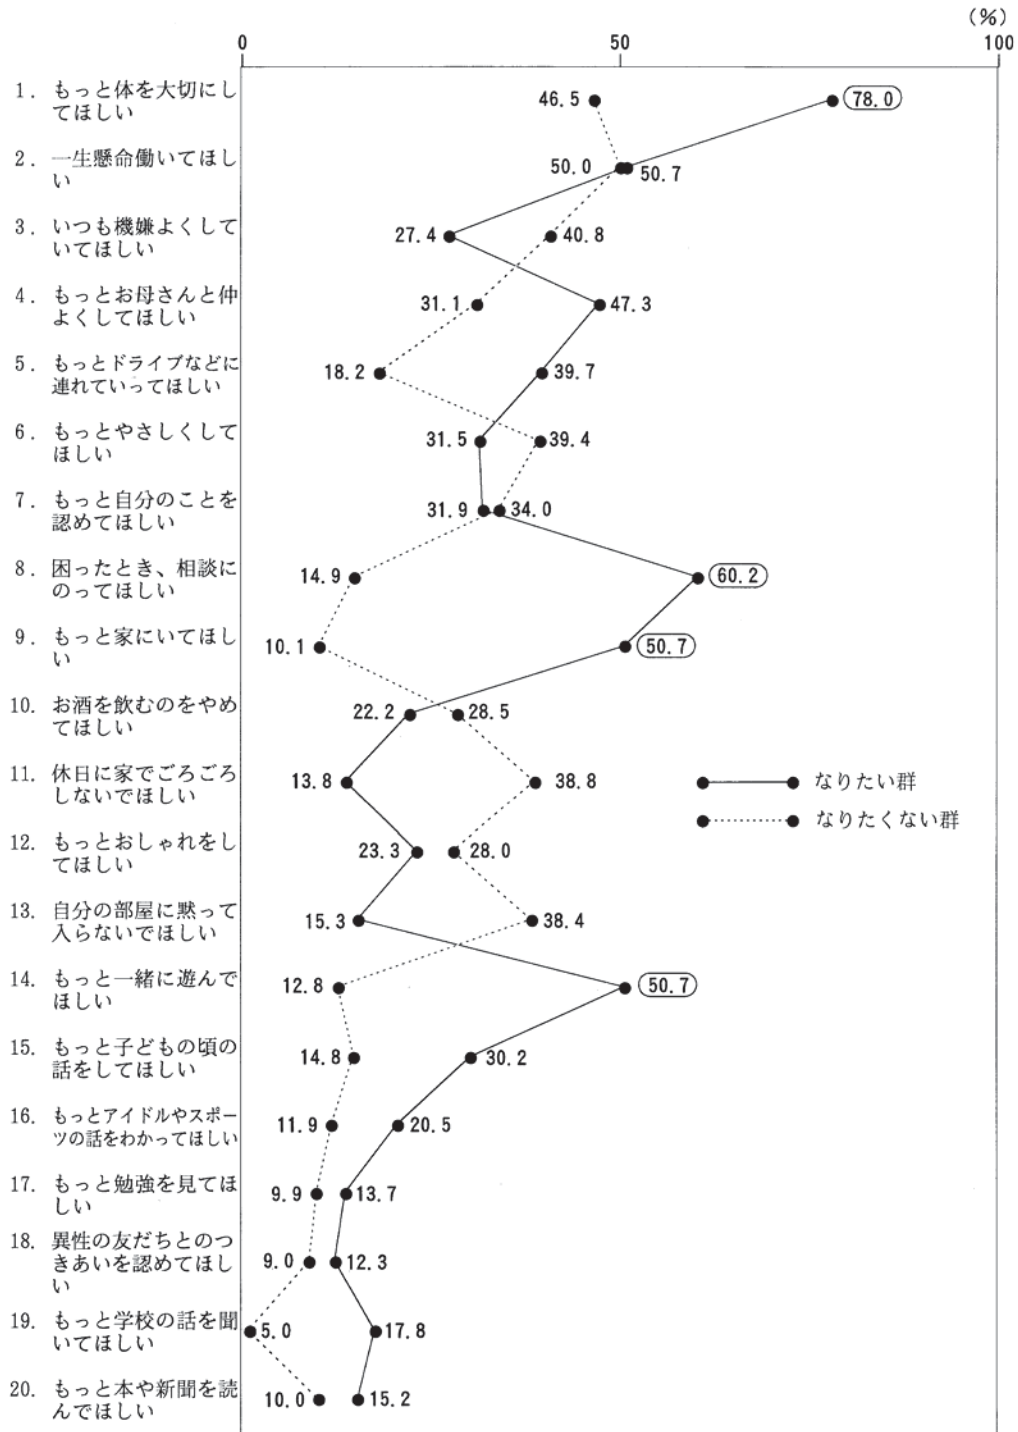 (%)
0 50 100
1. もっと体を大切にし
てほしい
46.5 78.0
2. 一生懸命働いてほし
い
50.0 50.7
3. いつも機嫌よくして
いてほしい
27.4 40.8
4. もっとお母さんと仲
よくしてほしい
31.1 47.3
5. もっとドライブなどに
連れていってほしい
18.2 39.7
6. もっとやさしくして
ほしい
31.5 39.4
7. もっと自分のことを
認めてほしい
31.9 34.0
8. 困ったとき、相談に
のってほしい
14.9 60.2
9. もっと家にいてほし
い
10.1 50.7
10. お酒を飲むのをやめ
てほしい
22.2 28.5
11. 休日に家でごろごろ
しないでほしい
13.8 38.8
なりたい群
なりたくない群
12. もっとおしゃれをし
てほしい
23.3 28.0
13. 自分の部屋に黙って
入らないでほしい
15.3 38.4
14. もっと一緒に遊んで
ほしい
12.8 50.7
15. もっと子どもの頃の
話をしてほしい
14.8 30.2
16. もっとアイドルやスポー
ツの話をわかってほしい
11.9 20.5
17. もっと勉強を見てほ
しい
9.9 13.7
18. 異性の友だちとのつ
きあいを認めてほし
い
9.0 12.3
19. もっと学校の話を聞
いてほしい
5.0 17.8
20. もっと本や新聞を読
んでほしい
10.0 15.2